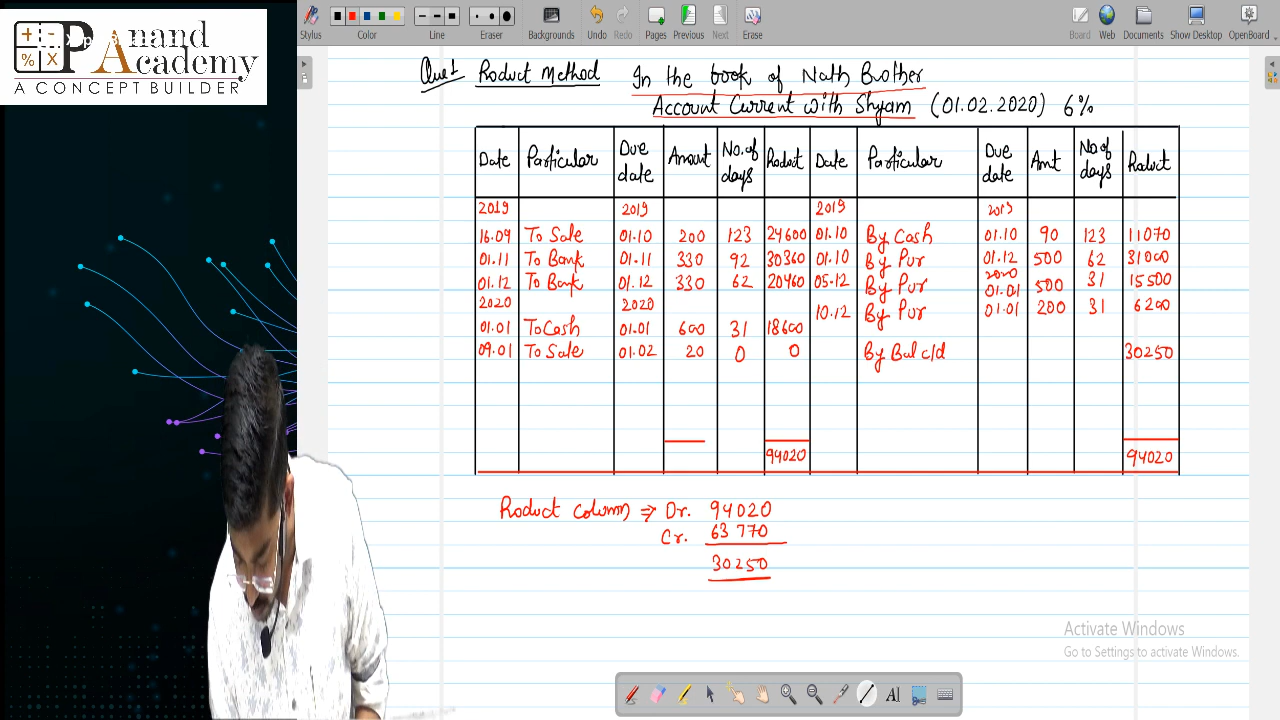 P Anand
Academy
A CONCEPT BUILDER
Stylus Color Line Eraser Backgrounds Undo Redo Pages Previous Next Erase Board Web Documents Show Desktop OpenBoard
Que 1 Product Method In the book of Nath Brother
Account Current with Shyam (01.02.2020) 6%
Date Particular Due date Amount No. of days Product Date Particular Due date Amt No of days Product
2019 2019 2019 2019
16.09 To Sale 01.10 200 123 24600 01.10 By Cash 01.10 90 123 11070
01.11 To Bank 01.11 330 92 30360 01.10 By Pur 01.12 500 62 31000
2020
01.12 To Bank 01.12 330 62 20460 05.12 By Pur 01.01 500 31 15500
2020 2020
10.12 By Pur 01.01 200 31 6200
01.01 To Cash 01.01 600 31 18600
09.01 To Sale 01.02 20 0 0 By Bal c/d 30250
94020 94020
Product Column ⇒ Dr. 94020
Cr. 63770
30250
Activate Windows
Go to Settings to activate Windows.